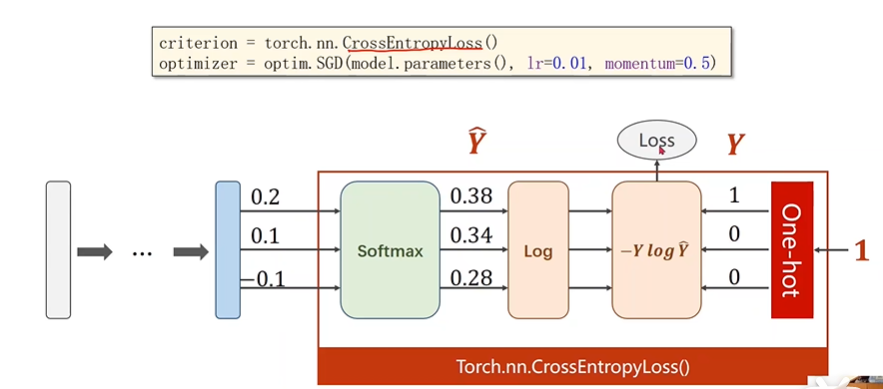 criterion = torch.nn.CrossEntropyLoss()
optimizer = optim.SGD(model.parameters(), lr=0.01, momentum=0.5)
Ŷ
Loss
Y
0.2
0.38
1
0.1
0.34
0
−0.1
0.28
0
...
Softmax
Log
−Y log Ŷ
One-hot
1
Torch.nn.CrossEntropyLoss()